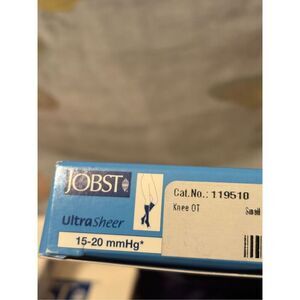 JOBST
UltraSheer
15-20 mmHg*
Cat.No.: 119510
Knee OT
Small